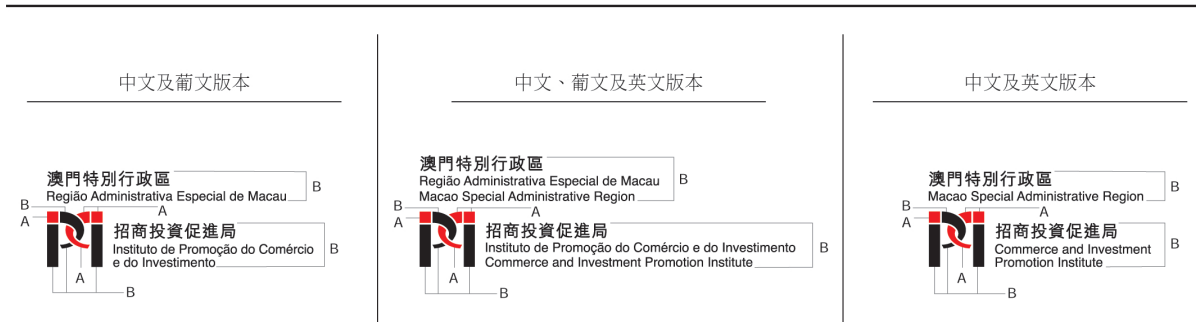 中文及葡文版本
澳門特別行政區
Região Administrativa Especial de Macau
B
B
A
A
招商投資促進局
Instituto de Promoção do Comércio
e do Investimento
B
A
B
中文、葡文及英文版本
澳門特別行政區
Região Administrativa Especial de Macau
Macao Special Administrative Region
B
B
A
A
招商投資促進局
Instituto de Promoção do Comércio e do Investimento
Commerce and Investment Promotion Institute
B
A
B
中文及英文版本
澳門特別行政區
Macao Special Administrative Region
B
B
A
A
招商投資促進局
Commerce and Investment
Promotion Institute
B
A
B